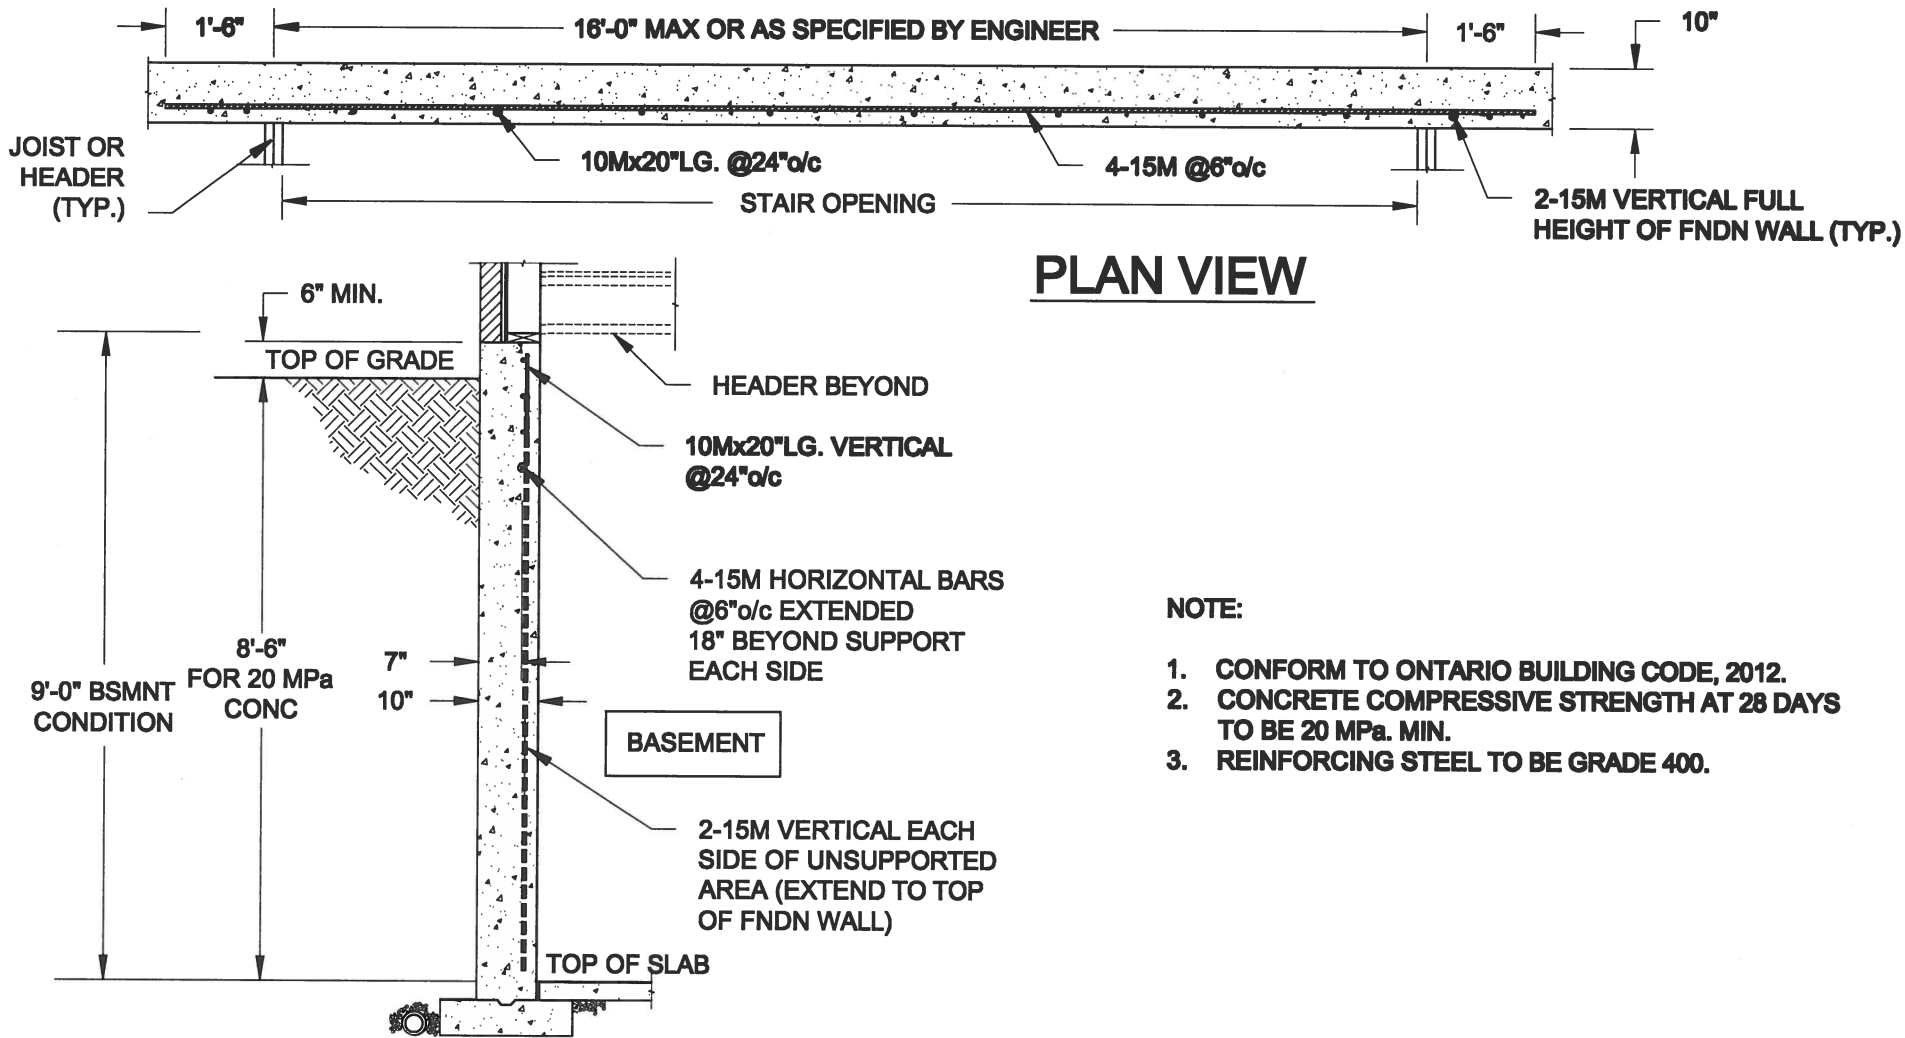 1'-6"
16'-0" MAX OR AS SPECIFIED BY ENGINEER
1'-6"
10"
JOIST OR
HEADER
(TYP.)
10Mx20"LG. @24"o/c
4-15M @6"o/c
STAIR OPENING
2-15M VERTICAL FULL
HEIGHT OF FNDN WALL (TYP.)
PLAN VIEW
6" MIN.
TOP OF GRADE
HEADER BEYOND
10Mx20"LG. VERTICAL
@24"o/c
4-15M HORIZONTAL BARS
@6"o/c EXTENDED
18" BEYOND SUPPORT
EACH SIDE
8'-6"
FOR 20 MPa
CONC
9'-0" BSMNT
CONDITION
7"
10"
BASEMENT
2-15M VERTICAL EACH
SIDE OF UNSUPPORTED
AREA (EXTEND TO TOP
OF FNDN WALL)
TOP OF SLAB
NOTE:
1. CONFORM TO ONTARIO BUILDING CODE, 2012.
2. CONCRETE COMPRESSIVE STRENGTH AT 28 DAYS
TO BE 20 MPa. MIN.
3. REINFORCING STEEL TO BE GRADE 400.